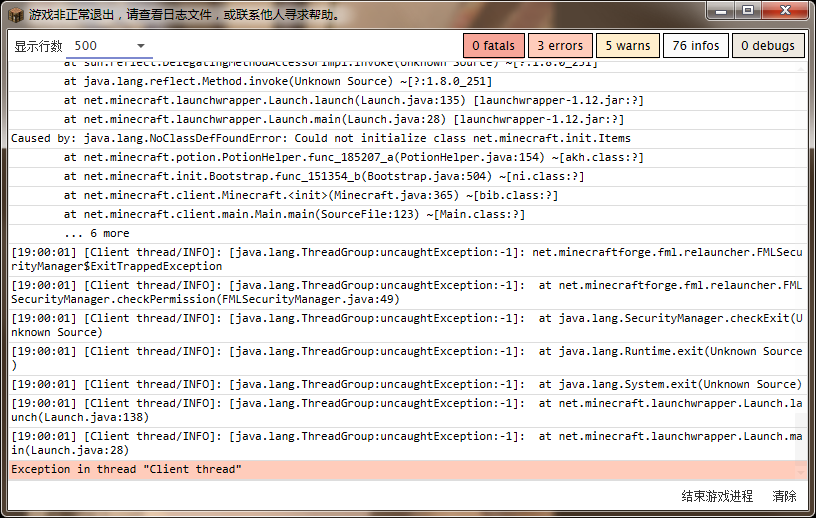 游戏非正常退出，请查看日志文件，或联系他人寻求帮助。
显示行数 500 0 fatals 3 errors 5 warns 76 infos 0 debugs
at sun.reflect.DelegatingMethodAccessorImpl.invoke(Unknown Source) ~[?:1.8.0_251]
at java.lang.reflect.Method.invoke(Unknown Source) ~[?:1.8.0_251]
at net.minecraft.launchwrapper.Launch.launch(Launch.java:135) [launchwrapper-1.12.jar:?]
at net.minecraft.launchwrapper.Launch.main(Launch.java:28) [launchwrapper-1.12.jar:?]
Caused by: java.lang.NoClassDefFoundError: Could not initialize class net.minecraft.init.Items
at net.minecraft.potion.PotionHelper.func_185207_a(PotionHelper.java:154) ~[akh.class:?]
at net.minecraft.init.Bootstrap.func_151354_b(Bootstrap.java:504) ~[ni.class:?]
at net.minecraft.client.Minecraft.<init>(Minecraft.java:365) ~[bib.class:?]
at net.minecraft.client.main.Main.main(SourceFile:123) ~[Main.class:?]
... 6 more
[19:00:01] [Client thread/INFO]: [java.lang.ThreadGroup:uncaughtException:-1]: net.minecraftforge.fml.relauncher.FMLSecu
rityManager$ExitTrappedException
[19:00:01] [Client thread/INFO]: [java.lang.ThreadGroup:uncaughtException:-1]:  at net.minecraftforge.fml.relauncher.FML
SecurityManager.checkPermission(FMLSecurityManager.java:49)
[19:00:01] [Client thread/INFO]: [java.lang.ThreadGroup:uncaughtException:-1]:  at java.lang.SecurityManager.checkExit(U
nknown Source)
[19:00:01] [Client thread/INFO]: [java.lang.ThreadGroup:uncaughtException:-1]:  at java.lang.Runtime.exit(Unknown Source
)
[19:00:01] [Client thread/INFO]: [java.lang.ThreadGroup:uncaughtException:-1]:  at java.lang.System.exit(Unknown Source)
[19:00:01] [Client thread/INFO]: [java.lang.ThreadGroup:uncaughtException:-1]:  at net.minecraft.launchwrapper.Launch.la
unch(Launch.java:138)
[19:00:01] [Client thread/INFO]: [java.lang.ThreadGroup:uncaughtException:-1]:  at net.minecraft.launchwrapper.Launch.ma
in(Launch.java:28)
Exception in thread "Client thread"
结束游戏进程 清除